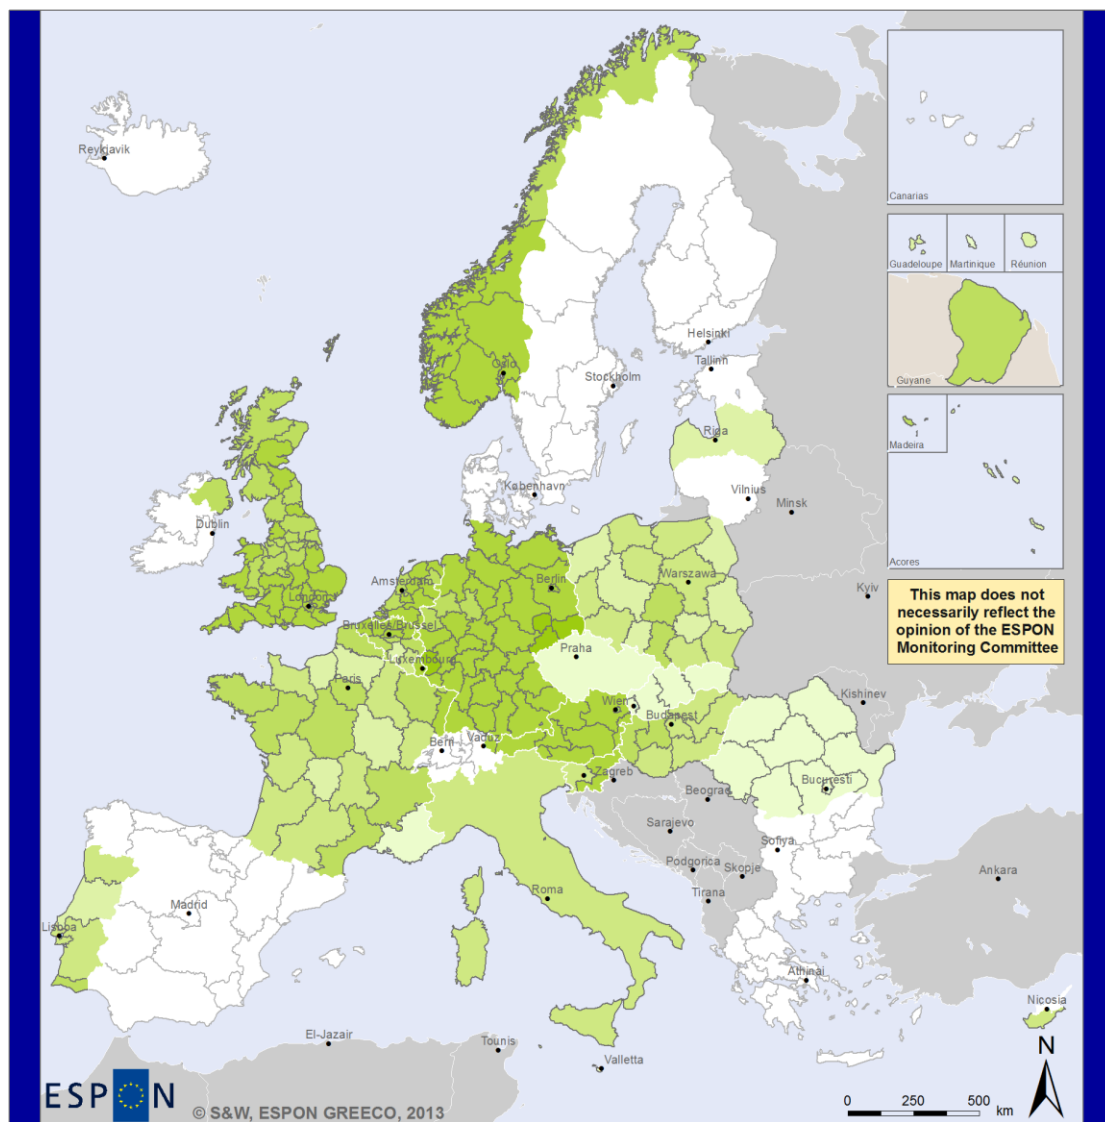 Reykjavik
Canarias
Guadeloupe
Martinique
Réunion
Helsinki
Tallinn
Oslo
Stockholm
Guyane
Riga
Madeira
København
Vilnius
Minsk
Dublin
Acores
Amsterdam
Berlin
Warszawa
Kyiv
London
This map does not
necessarily reflect the
opinion of the ESPON
Monitoring Committee
Bruxelles/Brussel
Praha
Luxembourg
Paris
Kishinev
Wien
Budapest
Bern
Vaduz
Zagreb
Bucuresti
Beograd
Sarajevo
Sofiya
Podgorica
Skopje
Ankara
Roma
Tirana
Madrid
Lisboa
Athinai
Nicosia
El-Jazair
Tounis
Valletta
N
ESPON
© S&W, ESPON GREECO, 2013
0 250 500
km